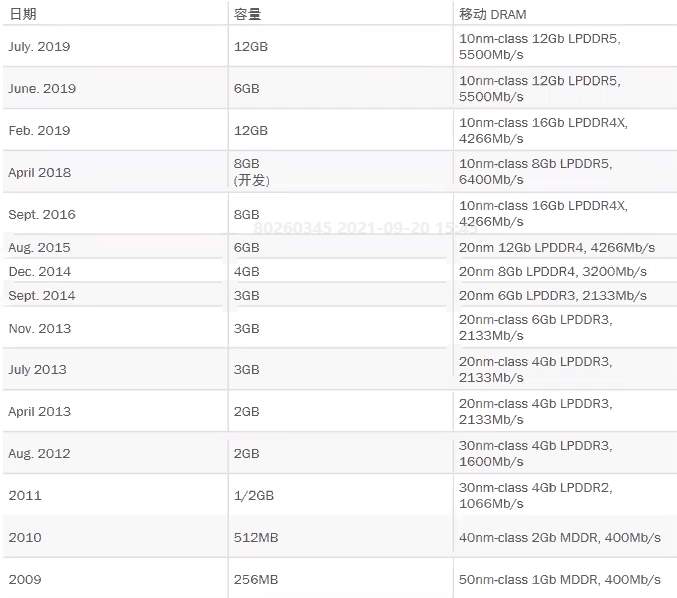 日期 容量 移动 DRAM
July. 2019 12GB 10nm-class 12Gb LPDDR5,
5500Mb/s
June. 2019 6GB 10nm-class 12Gb LPDDR5,
5500Mb/s
Feb. 2019 12GB 10nm-class 16Gb LPDDR4X,
4266Mb/s
April 2018 8GB
(开发) 10nm-class 8Gb LPDDR5,
6400Mb/s
Sept. 2016 8GB 10nm-class 16Gb LPDDR4X,
4266Mb/s
80260345 2021-09-20
Aug. 2015 6GB 20nm 12Gb LPDDR4, 4266Mb/s
Dec. 2014 4GB 20nm 8Gb LPDDR4, 3200Mb/s
Sept. 2014 3GB 20nm 6Gb LPDDR3, 2133Mb/s
Nov. 2013 3GB 20nm-class 6Gb LPDDR3,
2133Mb/s
July 2013 3GB 20nm-class 4Gb LPDDR3,
2133Mb/s
April 2013 2GB 20nm-class 4Gb LPDDR3,
2133Mb/s
Aug. 2012 2GB 30nm-class 4Gb LPDDR3,
1600Mb/s
2011 1/2GB 30nm-class 4Gb LPDDR2,
1066Mb/s
2010 512MB 40nm-class 2Gb MDDR, 400Mb/s
2009 256MB 50nm-class 1Gb MDDR, 400Mb/s